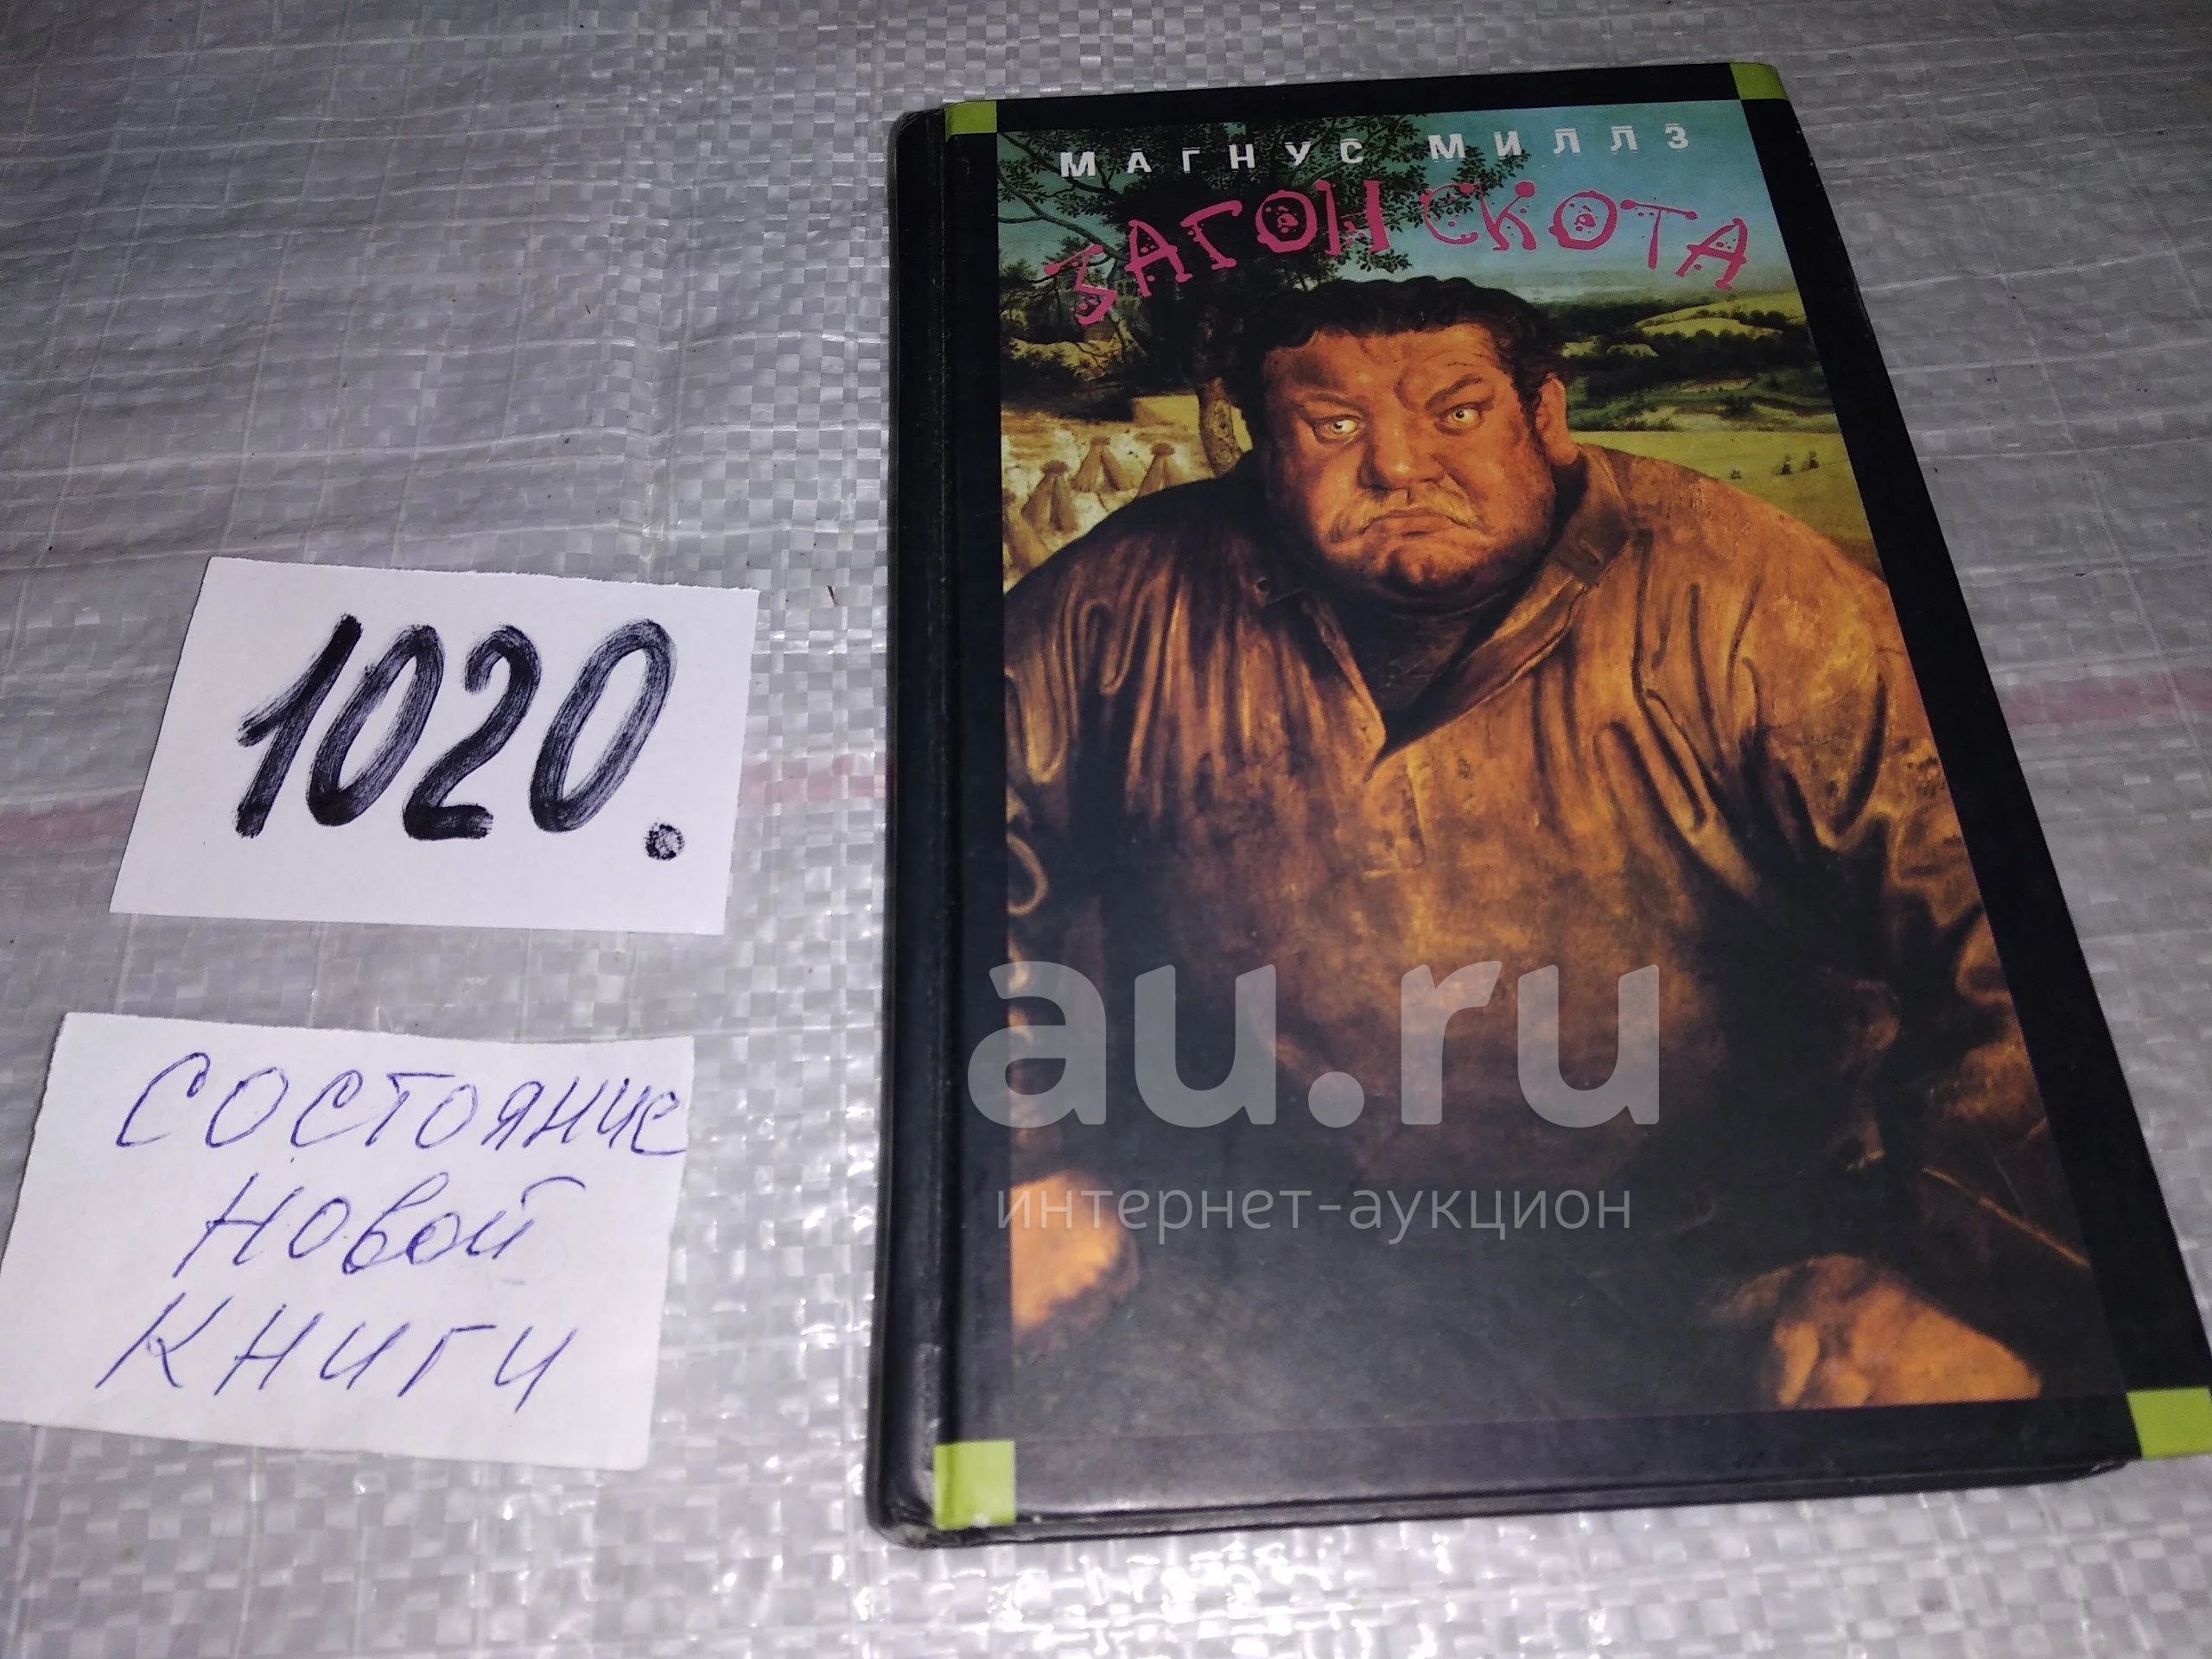 МАГНУС МИЛЛЗ
ЗАГОН СКОТА
1020.
СОСТОЯНИЕ
НОВОЙ
КНИГИ
au.ru
интернет-аукцион